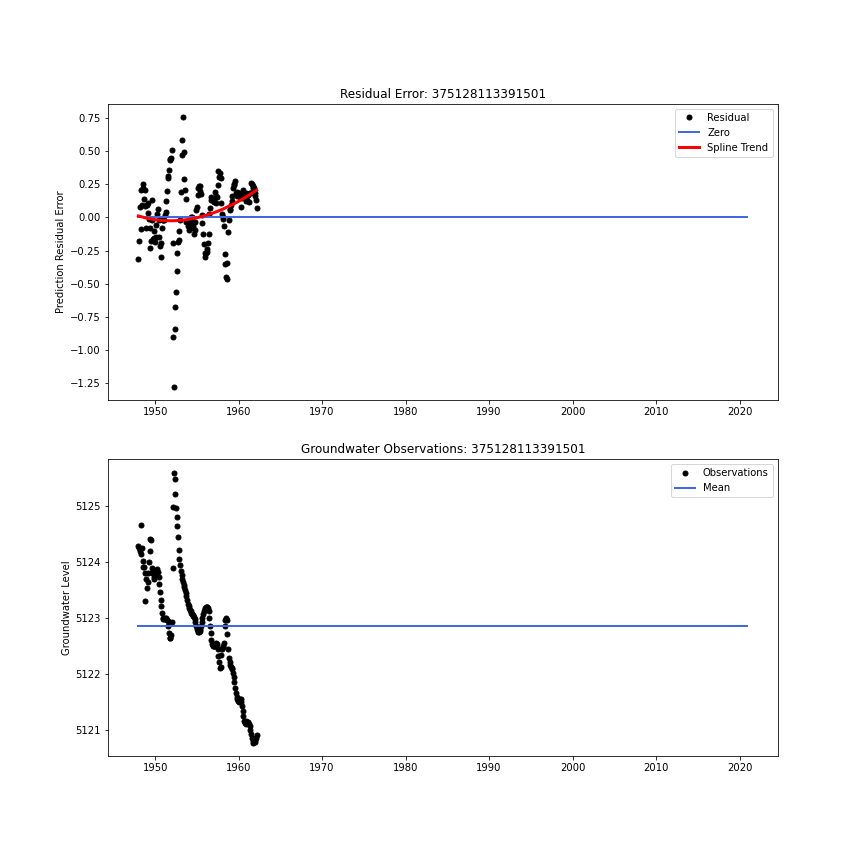 Residual Error: 375128113391501
Residual
Zero
Spline Trend
Prediction Residual Error
0.75
0.50
0.25
0.00
−0.25
−0.50
−0.75
−1.00
−1.25
1950 1960 1970 1980 1990 2000 2010 2020
Groundwater Observations: 375128113391501
Observations
Mean
Groundwater Level
5125
5124
5123
5122
5121
1950 1960 1970 1980 1990 2000 2010 2020